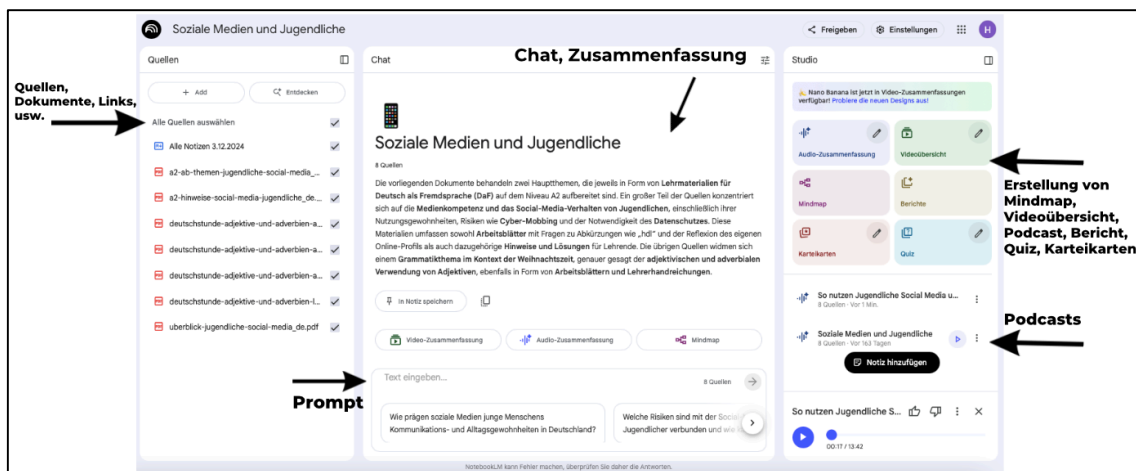 Soziale Medien und Jugendliche
Freigeben
Einstellungen
H
Quellen
Chat
Chat, Zusammenfassung
Studio
Quellen,
Dokumente, Links,
usw.
+ Add
Entdecken
Alle Quellen auswählen
Alle Notizen 3.12.2024
a2-ab-themen-jugendliche-social-media_...
a2-hinweise-social-media-jugendliche_de....
deutschstunde-adjektive-und-adverbien-a...
deutschstunde-adjektive-und-adverbien-a...
deutschstunde-adjektive-und-adverbien-a...
deutschstunde-adjektive-und-adverbien-l...
uberblick-jugendliche-social-media_de.pdf
Soziale Medien und Jugendliche
8 Quellen
Die vorliegenden Dokumente behandeln zwei Hauptthemen, die jeweils in Form von Lehrmaterialien für
Deutsch als Fremdsprache (DaF) auf dem Niveau A2 aufbereitet sind. Ein großer Teil der Quellen konzentriert
sich auf die Medienkompetenz und das Social-Media-Verhalten von Jugendlichen, einschließlich ihrer
Nutzungsgewohnheiten, Risiken wie Cyber-Mobbing und der Notwendigkeit des Datenschutzes. Diese
Materialien umfassen sowohl Arbeitsblätter mit Fragen zu Abkürzungen wie „hdl“ und der Reflexion des eigenen
Online-Profils als auch dazugehörige Hinweise und Lösungen für Lehrende. Die übrigen Quellen widmen sich
einem Grammatikthema im Kontext der Weihnachtszeit, genauer gesagt der adjektivischen und adverbialen
Verwendung von Adjektiven, ebenfalls in Form von Arbeitsblättern und Lehrerhandreichungen.
In Notiz speichern
Video-Zusammenfassung
Audio-Zusammenfassung
Mindmap
Prompt
Text eingeben...
8 Quellen
Wie prägen soziale Medien junge Menschens
Kommunikations- und Alltagsgewohnheiten in Deutschland?
Welche Risiken sind mit der
Jugendlicher verbunden und
Nano Banana ist jetzt in Video-Zusammenfassungen
verfügbar! Probiere die neuen Designs aus!
Audio-Zusammenfassung
Videoübersicht
Mindmap
Berichte
Karteikarten
Quiz
Erstellung von
Mindmap,
Videoübersicht,
Podcast, Bericht,
Quiz, Karteikarten
So nutzen Jugendliche Social Media u...
8 Quellen · Vor 1 Min.
Soziale Medien und Jugendliche
8 Quellen · Vor 163 Tagen
Podcasts
Notiz hinzufügen
So nutzen Jugendliche S...
00:17 / 13:42
NotebookLM kann Fehler machen, überprüfen Sie daher die Antworten.